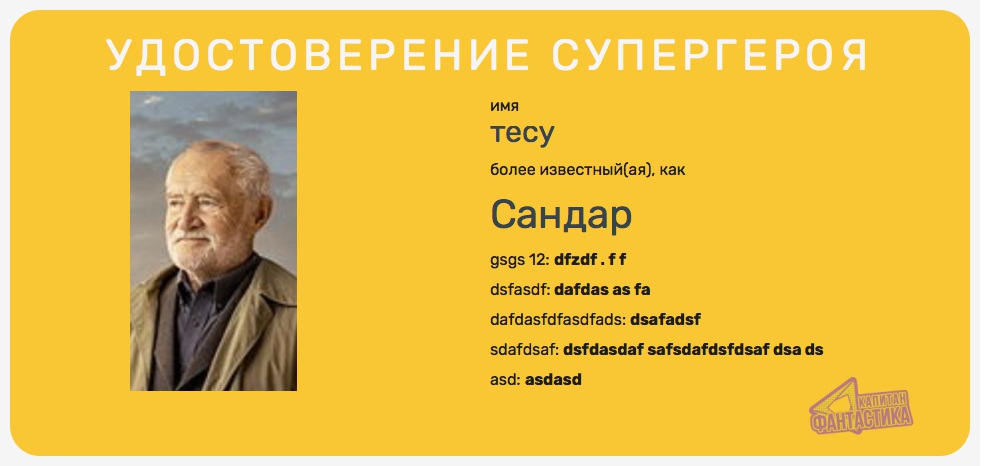 УДОСТОВЕРЕНИЕ СУПЕРГЕРОЯ
имя
тесу
более известный(ая), как
Сандар
gsgs 12: dfzdf . f f
dsfasdf: dafdas as fa
dafdasfdfasdfads: dsafadsf
sdafdsaf: dsfdasdaf safsdafdsfdsaf dsa ds
asd: asdasd
КАПИТАН
ФАНТАСТИКА